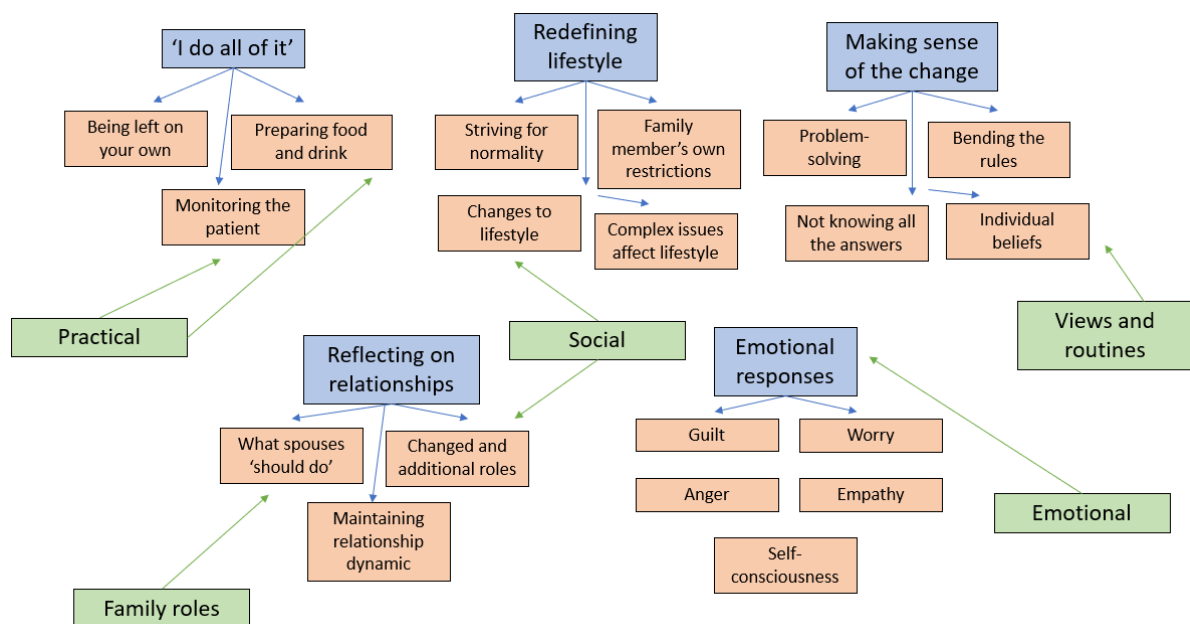 ‘I do all of it’
Being left on
your own
Preparing food
and drink
Monitoring the
patient
Redefining
lifestyle
Striving for
normality
Family
member’s own
restrictions
Changes to
lifestyle
Complex issues
affect lifestyle
Making sense
of the change
Problem-
solving
Bending the
rules
Not knowing all
the answers
Individual
beliefs
Practical
Social
Views and
routines
Reflecting on
relationships
What spouses
‘should do’
Changed and
additional roles
Maintaining
relationship
dynamic
Emotional
responses
Guilt
Worry
Anger
Empathy
Self-
consciousness
Emotional
Family roles